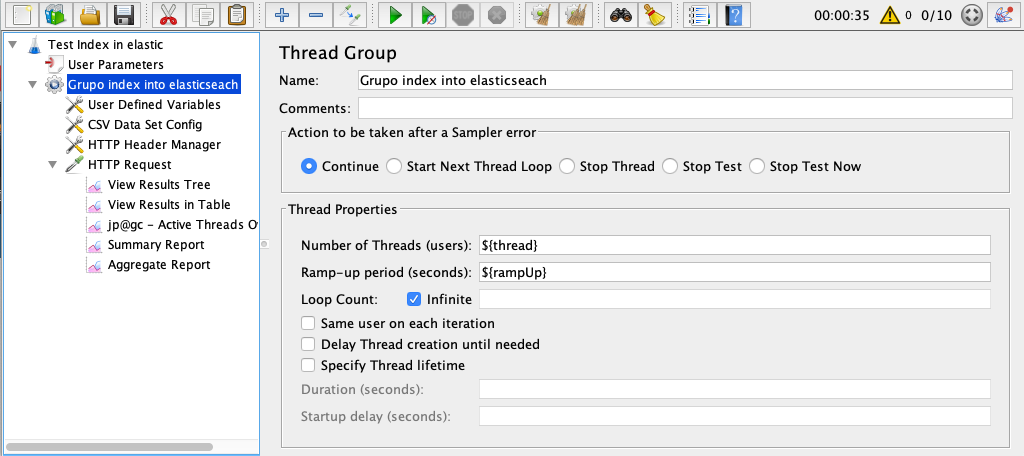 00:00:35 0 0/10
Test Index in elastic
User Parameters
Grupo index into elasticseach
User Defined Variables
CSV Data Set Config
HTTP Header Manager
HTTP Request
View Results Tree
View Results in Table
jp@gc - Active Threads O
Summary Report
Aggregate Report
Thread Group
Name: Grupo index into elasticseach
Comments:
Action to be taken after a Sampler error
Continue Start Next Thread Loop Stop Thread Stop Test Stop Test Now
Thread Properties
Number of Threads (users): ${thread}
Ramp-up period (seconds): ${rampUp}
Loop Count: Infinite
Same user on each iteration
Delay Thread creation until needed
Specify Thread lifetime
Duration (seconds):
Startup delay (seconds):